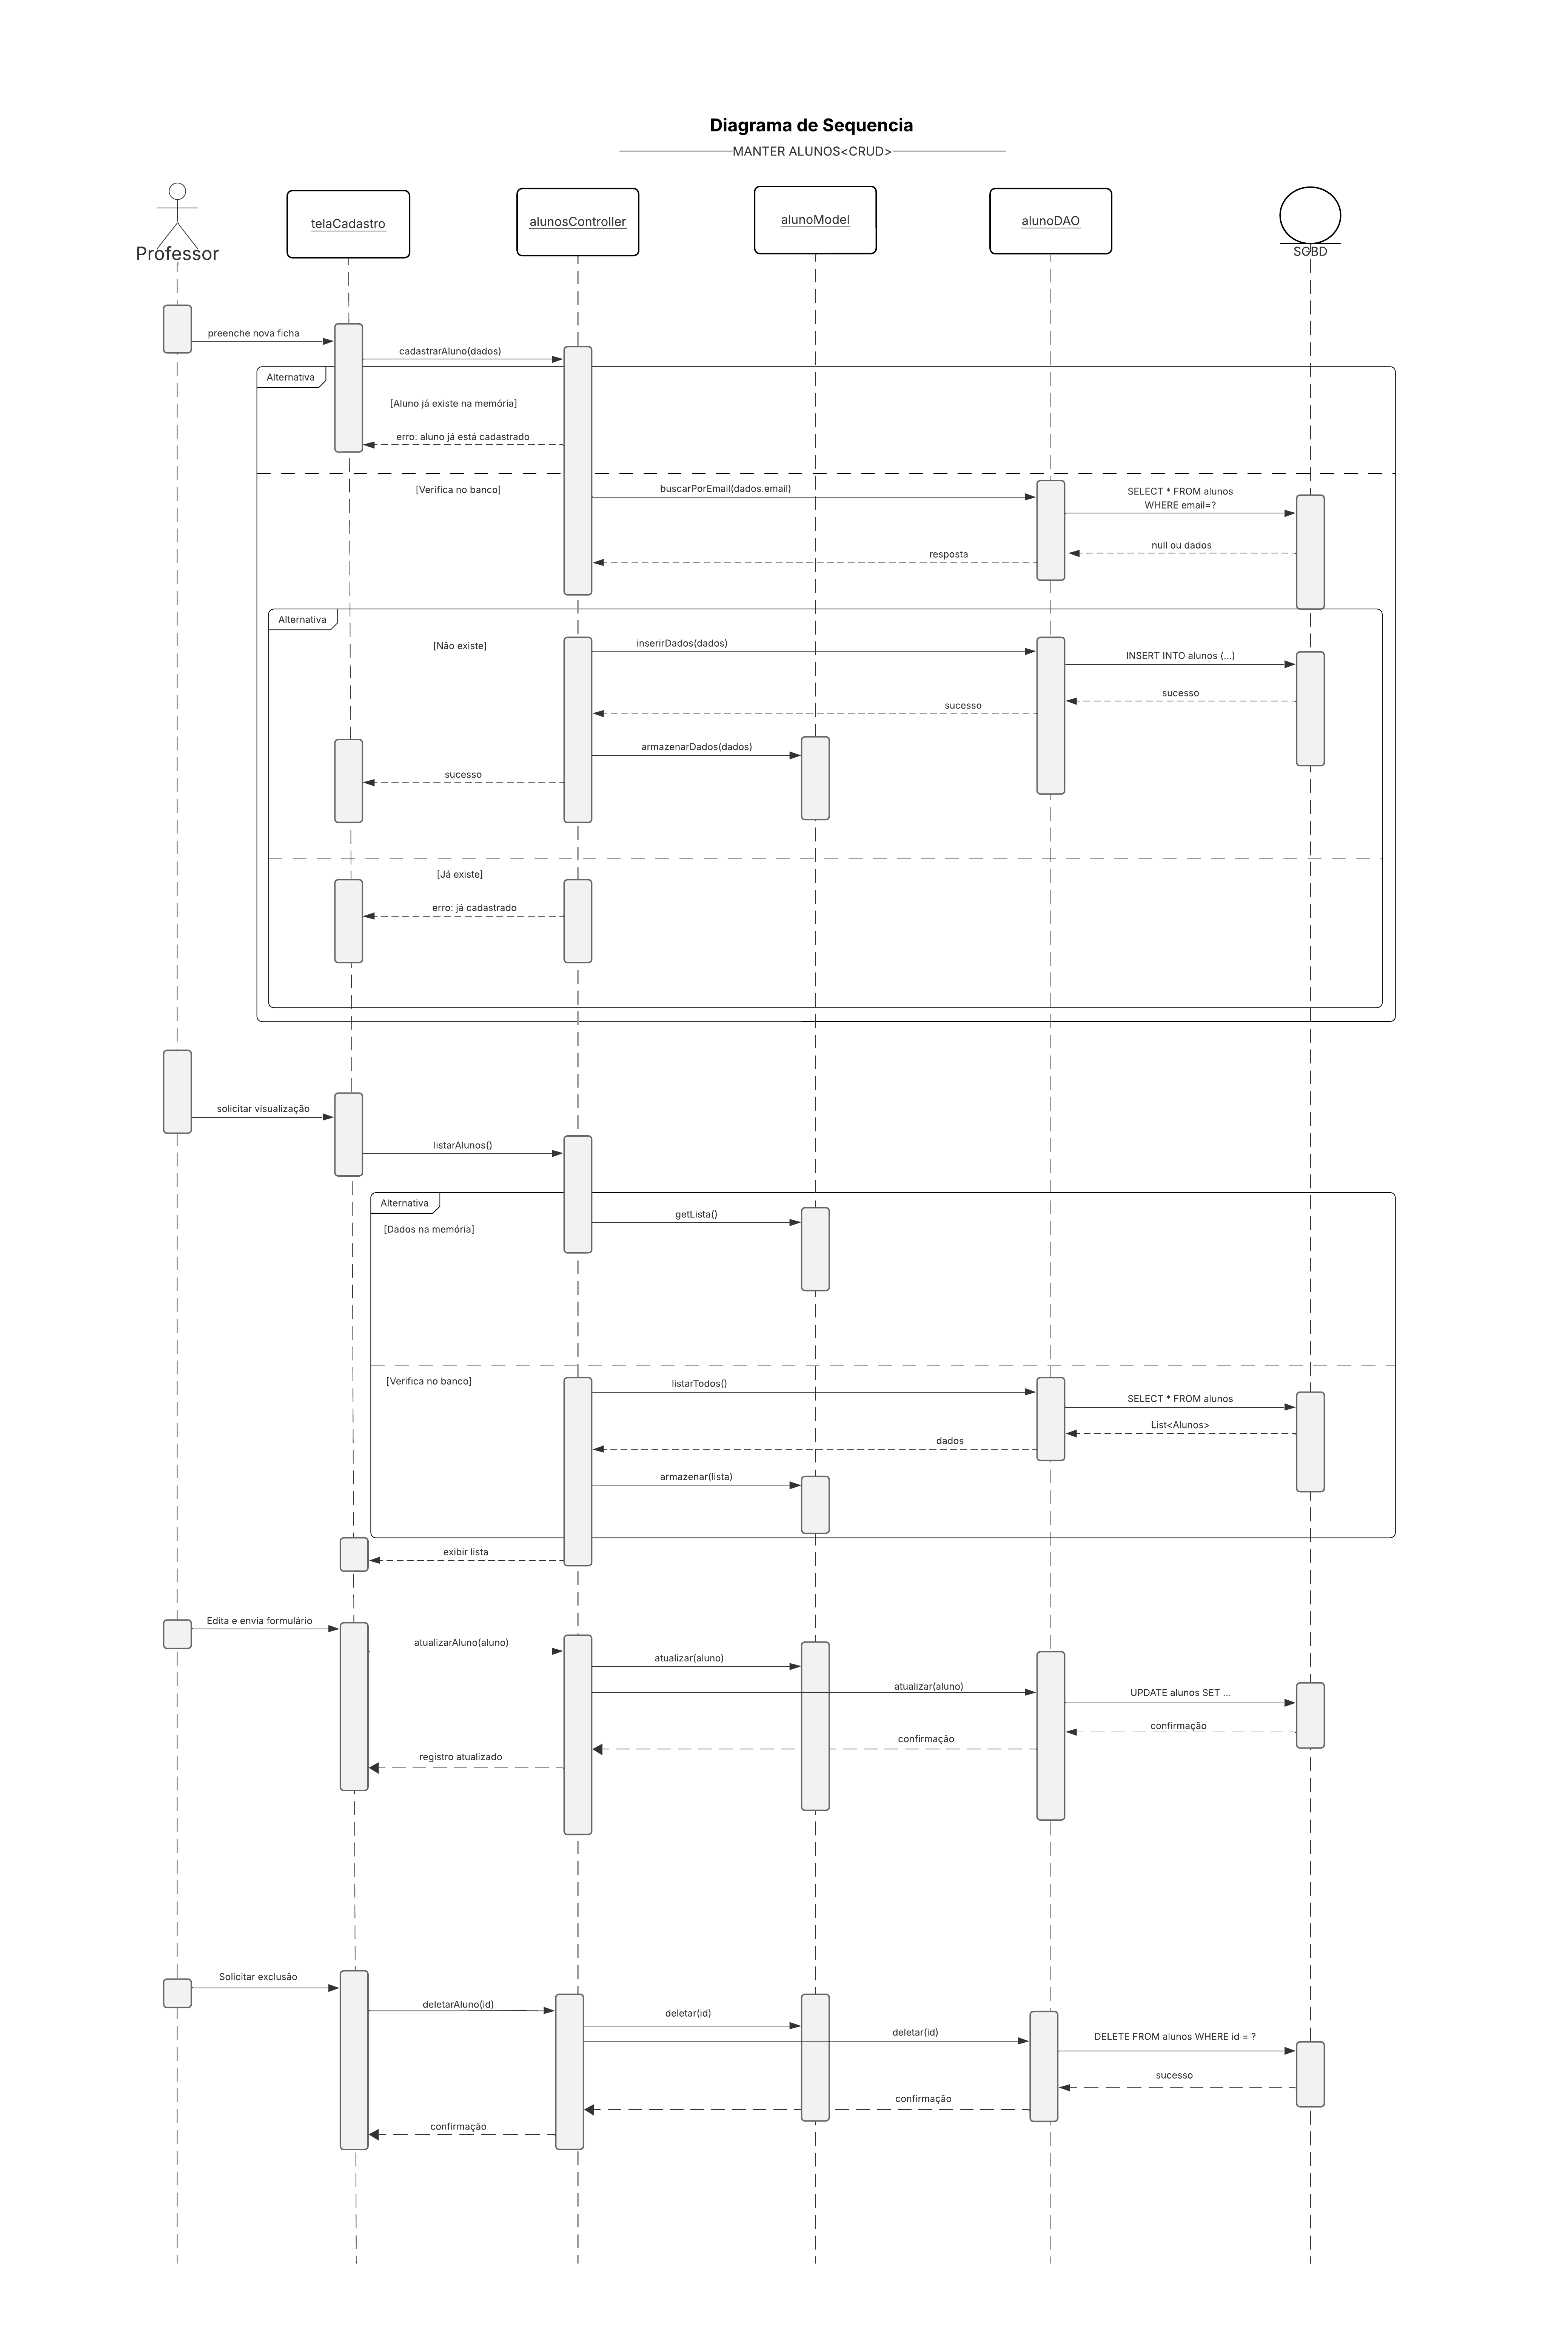 Diagrama de Sequencia
MANTER ALUNOS<CRUD>
Professor
telaCadastro
alunosController
alunoModel
alunoDAO
SGBD
preenche nova ficha
cadastrarAluno(dados)
Alternativa
[Aluno já existe na memória]
erro: aluno já está cadastrado
[Verifica no banco]
buscarPorEmail(dados.email)
SELECT * FROM alunos
WHERE email=?
null ou dados
resposta
Alternativa
[Não existe]
inserirDados(dados)
INSERT INTO alunos (...)
sucesso
sucesso
armazenarDados(dados)
sucesso
[Já existe]
erro: já cadastrado
solicitar visualização
listarAlunos()
Alternativa
getLista()
[Dados na memória]
[Verifica no banco]
listarTodos()
SELECT * FROM alunos
List<Alunos>
dados
armazenar(lista)
exibir lista
Edita e envia formulário
atualizarAluno(aluno)
atualizar(aluno)
atualizar(aluno)
UPDATE alunos SET ...
confirmação
confirmação
registro atualizado
Solicitar exclusão
deletarAluno(id)
deletar(id)
deletar(id)
DELETE FROM alunos WHERE id = ?
sucesso
confirmação
confirmação